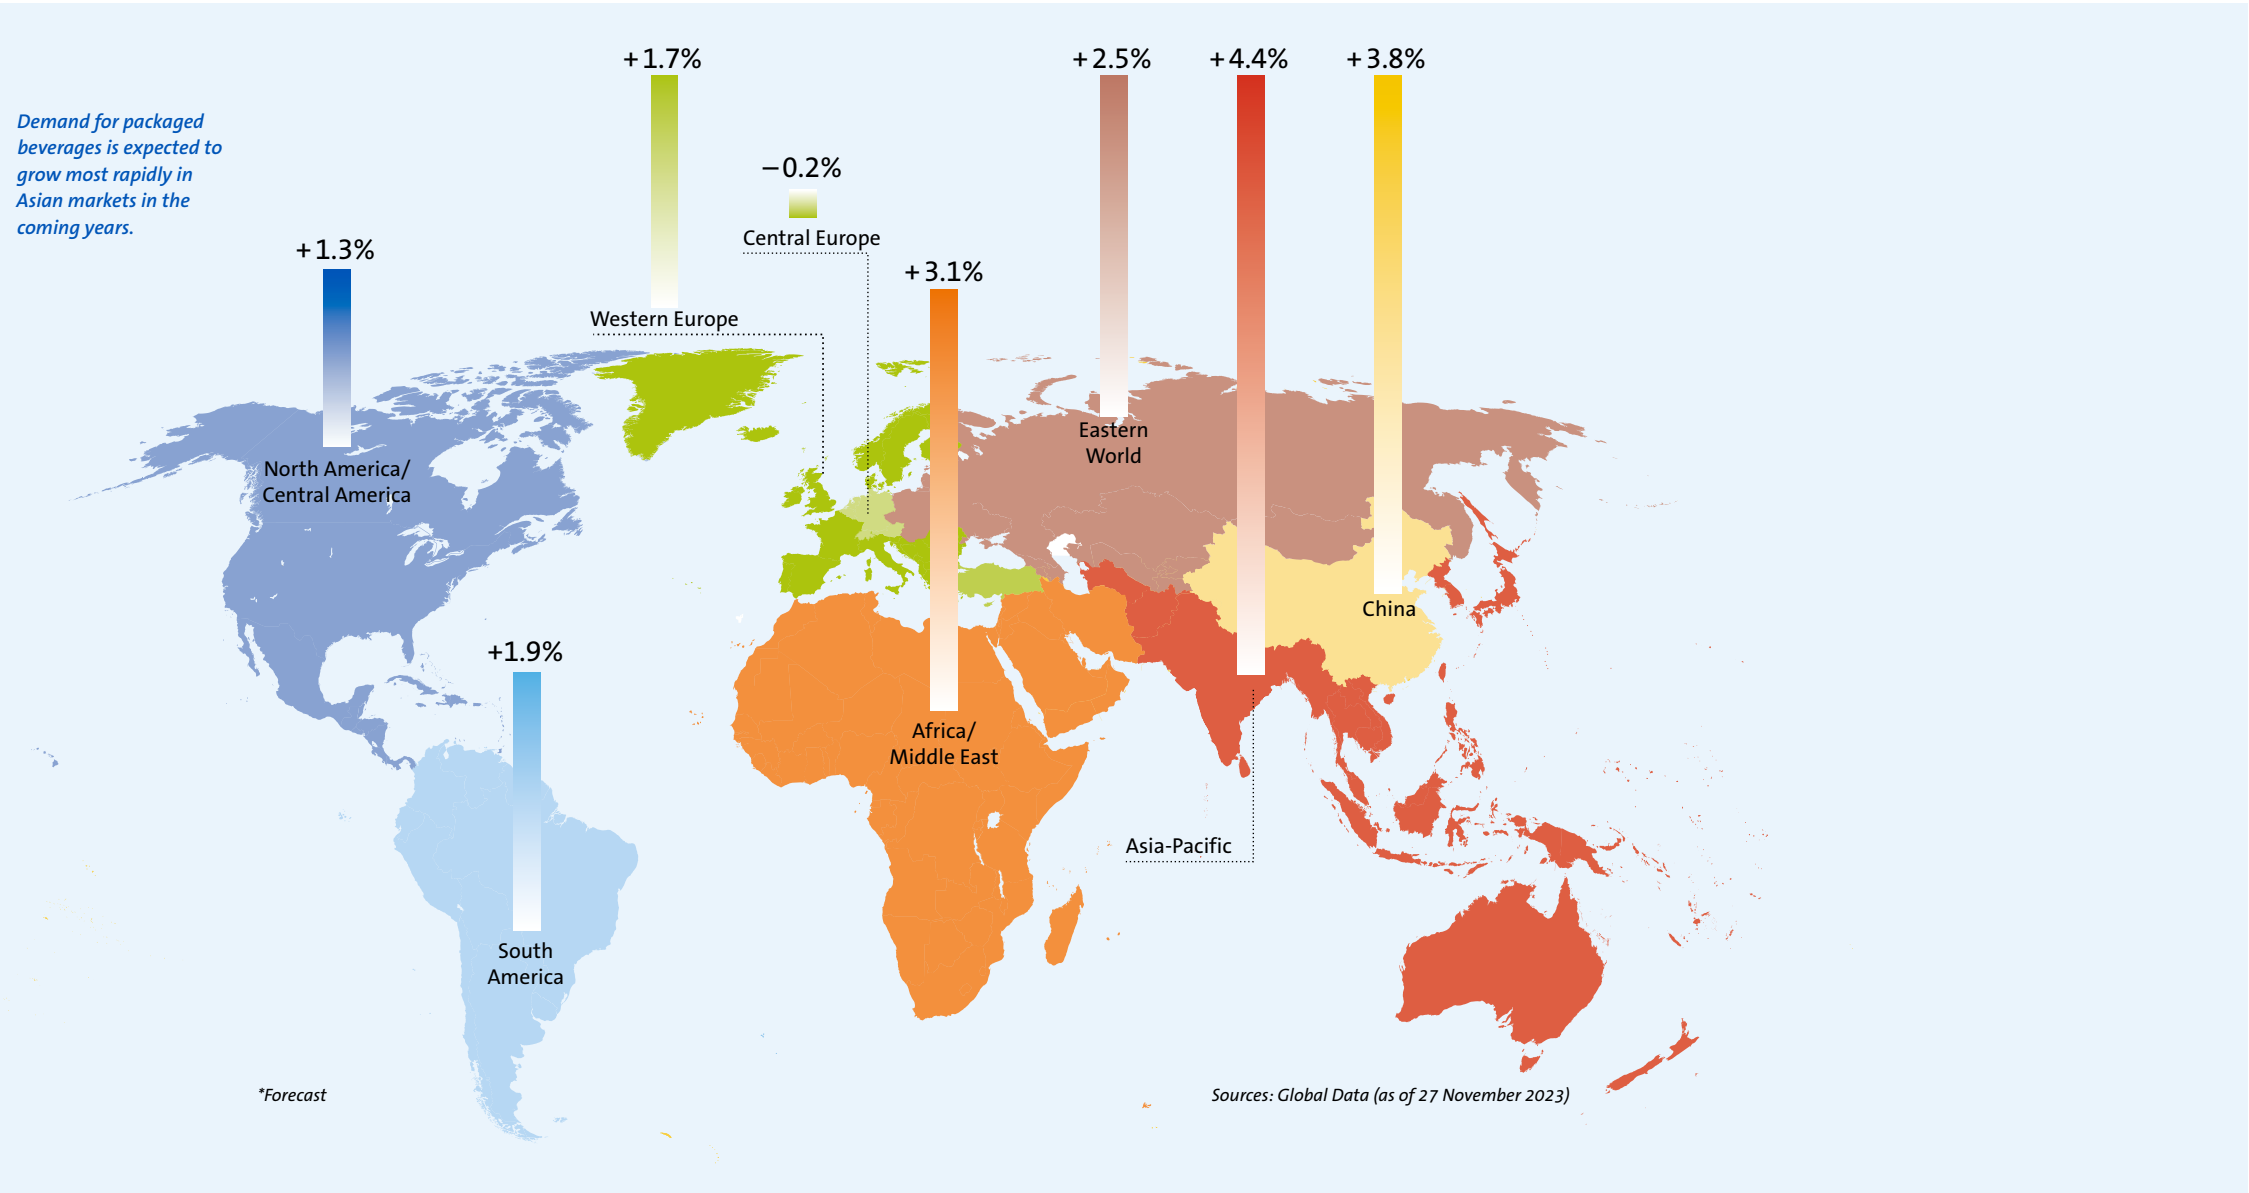 +1.7%
+2.5%
+4.4%
+3.8%
Demand for packaged
beverages is expected to
grow most rapidly in
Asian markets in the
coming years.
−0.2%
Central Europe
+1.3%
+3.1%
Western Europe
Eastern
World
North America/
Central America
China
+1.9%
Africa/
Middle East
Asia-Pacific
South
America
*Forecast
Sources: Global Data (as of 27 November 2023)